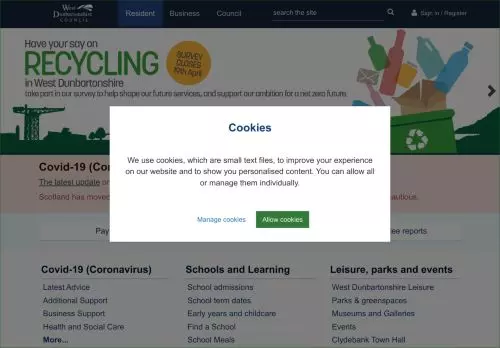 West
Dunbartonshire
COUNCIL
Resident
Business
Council
search the site
Sign in / Register
Have your say on
RECYCLING
in West Dunbartonshire
take part in our survey to help shape our future services, and support our ambition for a net zero future
SURVEY
CLOSES
19th April
Cookies
We use cookies, which are small text files, to improve your experience
on our website and to show you personalised content. You can allow all
or manage them individually.
Manage cookies
Allow cookies
Covid-19 (Cor
The latest update
Scotland has moved
autious.
Pay
ee reports
Covid-19 (Coronavirus)
Latest Advice
Additional Support
Business Support
Health and Social Care
More...
Schools and Learning
School admissions
School term dates
Early years and childcare
Find a School
School Meals
Leisure, parks and events
West Dunbartonshire Leisure
Parks & greenspaces
Museums and Galleries
Events
Clydebank Town Hall